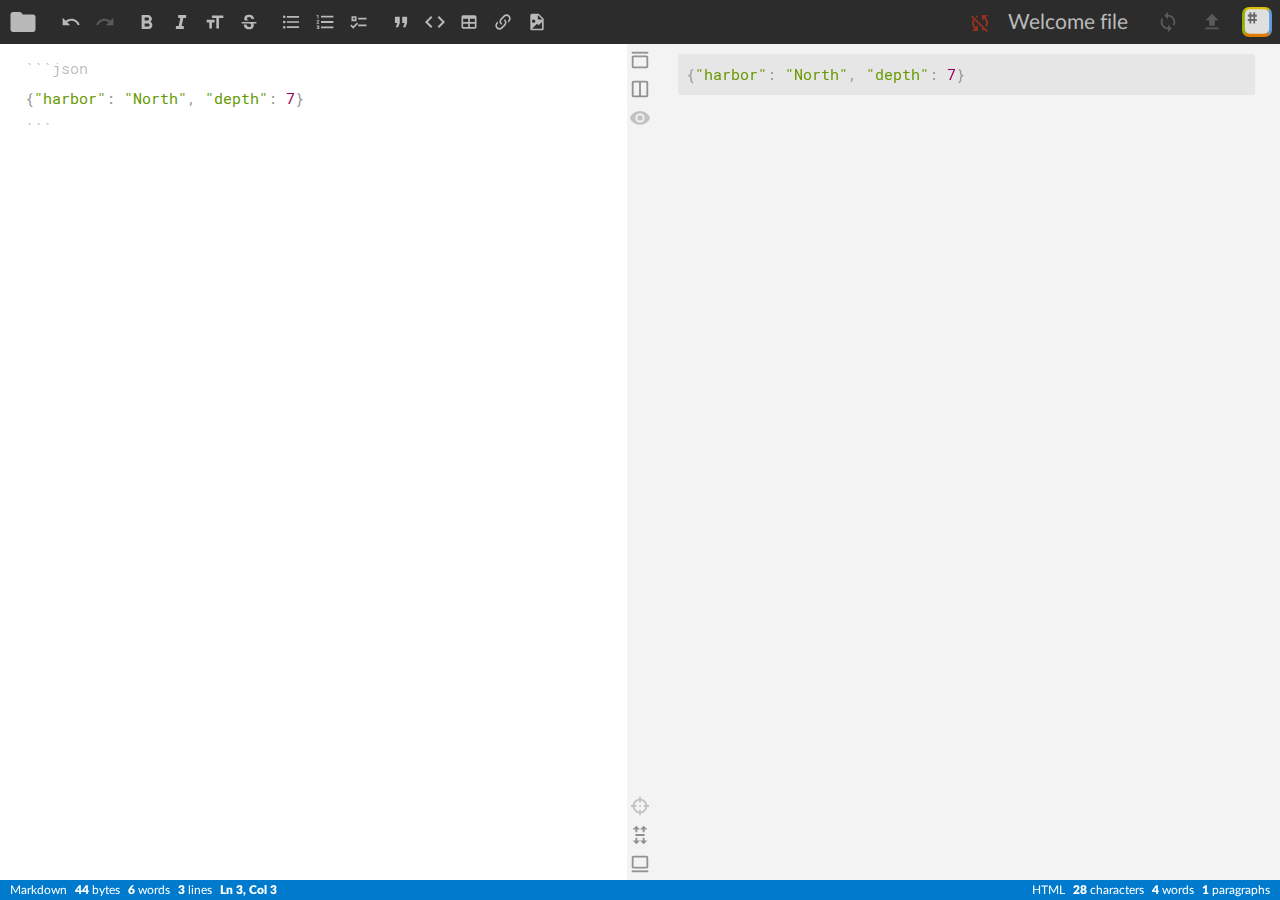 Welcome file
```json
{"harbor": "North", "depth": 7}
```
{"harbor": "North", "depth": 7}
Markdown 44 bytes 6 words 3 lines Ln 3, Col 3
HTML 28 characters 4 words 1 paragraphs